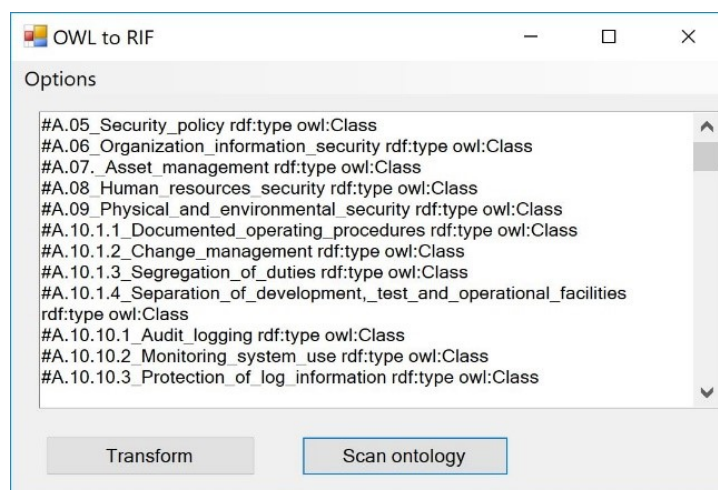 OWL to RIF
Options
#A.05_Security_policy rdf:type owl:Class
#A.06_Organization_information_security rdf:type owl:Class
#A.07._Asset_management rdf:type owl:Class
#A.08_Human_resources_security rdf:type owl:Class
#A.09_Physical_and_environmental_security rdf:type owl:Class
#A.10.1.1_Documented_operating_procedures rdf:type owl:Class
#A.10.1.2_Change_management rdf:type owl:Class
#A.10.1.3_Segregation_of_duties rdf:type owl:Class
#A.10.1.4_Separation_of_development,_test_and_operational_facilities
rdf:type owl:Class
#A.10.10.1_Audit_logging rdf:type owl:Class
#A.10.10.2_Monitoring_system_use rdf:type owl:Class
#A.10.10.3_Protection_of_log_information rdf:type owl:Class
Transform
Scan ontology